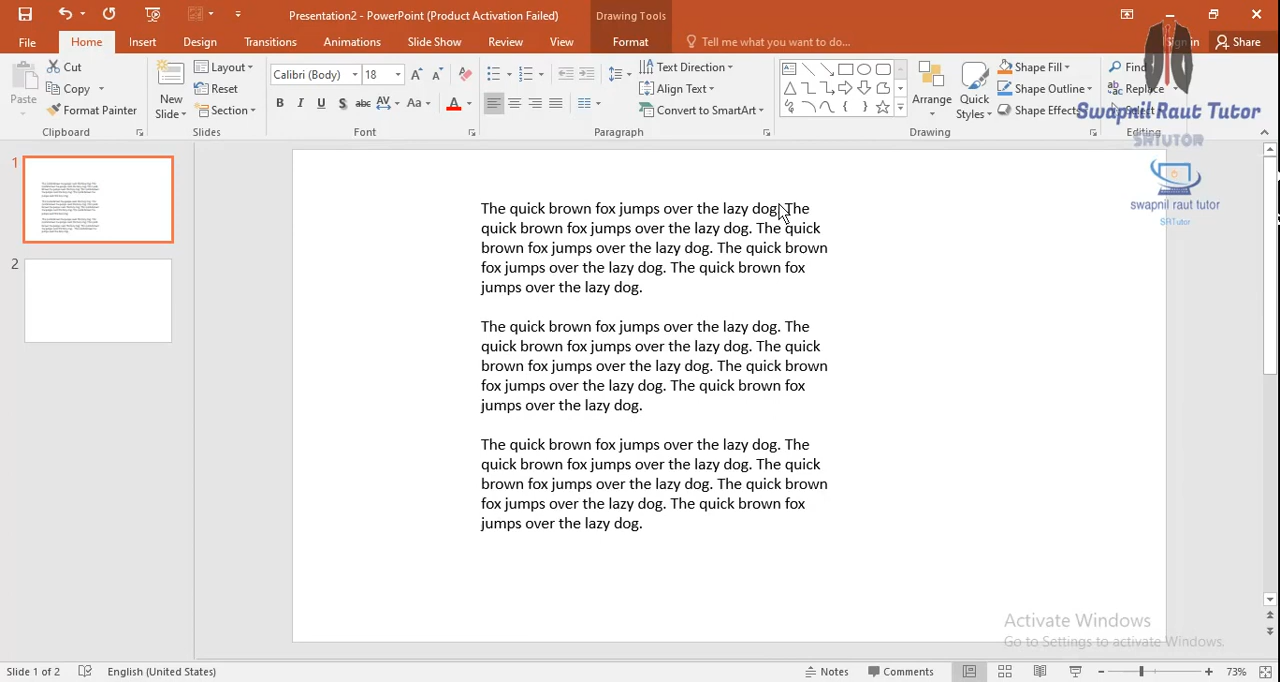 Presentation2 - PowerPoint (Product Activation Failed)
Drawing Tools
File Home Insert Design Transitions Animations Slide Show Review View Format Tell me what you want to do... Share
Paste
Cut
Copy
Format Painter
Clipboard
New
Slide
Layout
Reset
Section
Slides
Calibri (Body) 18
B I U S abc AV Aa A
Font
Text Direction
Align Text
Convert to SmartArt
Paragraph
Arrange
Quick
Styles
Shape Fill
Shape Outline
Shape Effects
Drawing
Find
Replace
Select
Editing
Swapnil Raut Tutor
SRTUTOR
swapnil raut tutor
SRTutor
1
2
The quick brown fox jumps over the lazy dog. The
quick brown fox jumps over the lazy dog. The quick
brown fox jumps over the lazy dog. The quick brown
fox jumps over the lazy dog. The quick brown fox
jumps over the lazy dog.
The quick brown fox jumps over the lazy dog. The
quick brown fox jumps over the lazy dog. The quick
brown fox jumps over the lazy dog. The quick brown
fox jumps over the lazy dog. The quick brown fox
jumps over the lazy dog.
The quick brown fox jumps over the lazy dog. The
quick brown fox jumps over the lazy dog. The quick
brown fox jumps over the lazy dog. The quick brown
fox jumps over the lazy dog. The quick brown fox
jumps over the lazy dog.
Activate Windows
Go to Settings to activate Windows.
Slide 1 of 2 English (United States) Notes Comments 73%